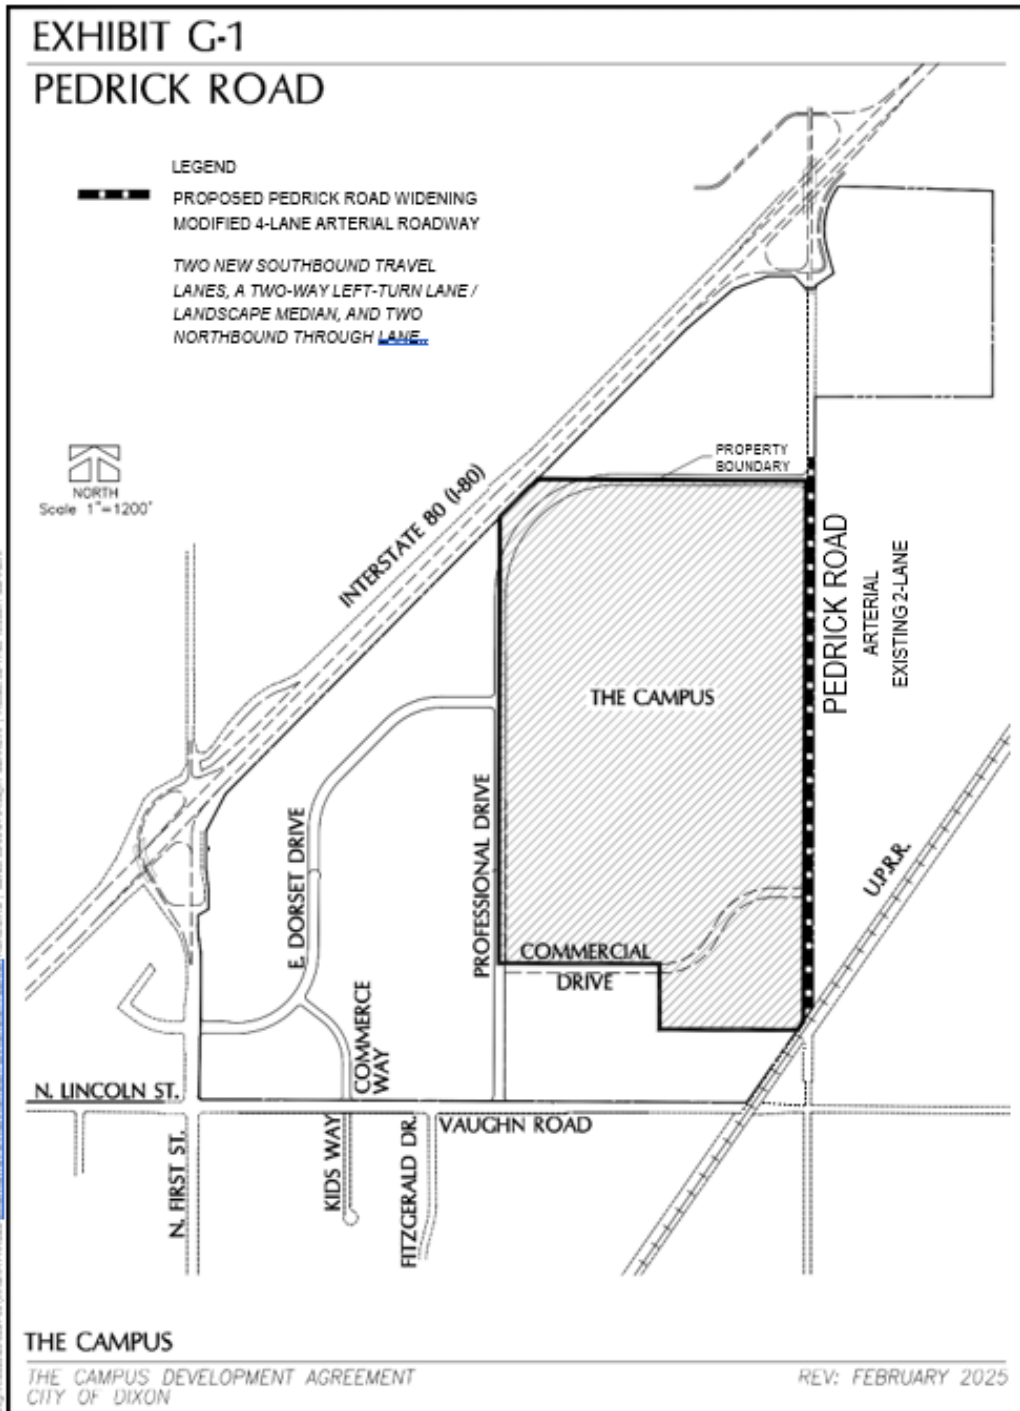 EXHIBIT G-1
PEDRICK ROAD
LEGEND
PROPOSED PEDRICK ROAD WIDENING
MODIFIED 4-LANE ARTERIAL ROADWAY
TWO NEW SOUTHBOUND TRAVEL
LANES, A TWO-WAY LEFT-TURN LANE /
LANDSCAPE MEDIAN, AND TWO
NORTHBOUND THROUGH LANE
NORTH
Scale 1"=1200'
PROPERTY
BOUNDARY
INTERSTATE 80 (I-80)
PEDRICK ROAD
ARTERIAL
EXISTING 2-LANE
THE CAMPUS
E. DORSET DRIVE
PROFESSIONAL DRIVE
U.P.R.R.
COMMERCIAL
DRIVE
COMMERCE
WAY
N. LINCOLN ST.
VAUGHN ROAD
N. FIRST ST.
KIDS WAY
FITZGERALD DR.
THE CAMPUS
THE CAMPUS DEVELOPMENT AGREEMENT
CITY OF DIXON
REV: FEBRUARY 2025